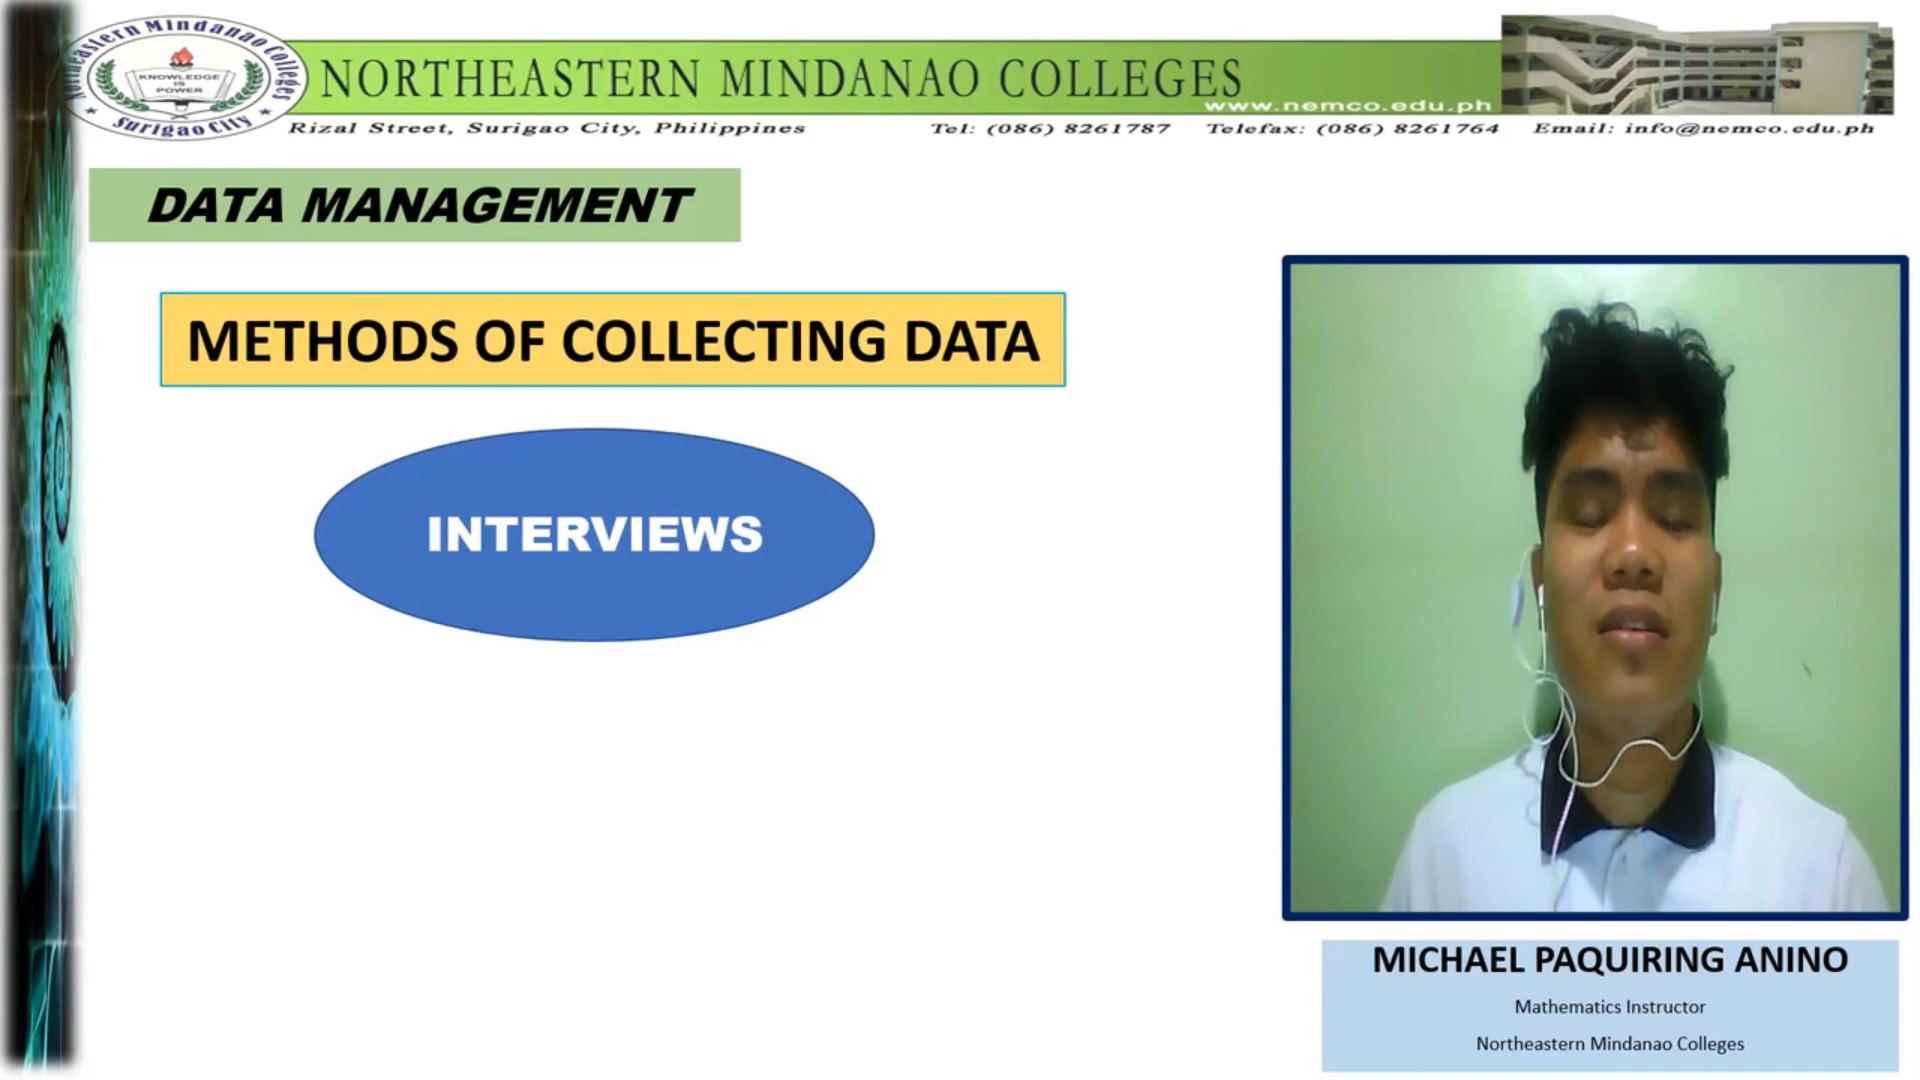 Northeastern Mindanao Colleges
KNOWLEDGE
IS
POWER
Surigao City
NORTHEASTERN MINDANAO COLLEGES
www.nemco.edu.ph
Rizal Street, Surigao City, Philippines Tel: (086) 8261787 Telefax: (086) 8261764 Email: info@nemco.edu.ph
DATA MANAGEMENT
METHODS OF COLLECTING DATA
INTERVIEWS
MICHAEL PAQUIRING ANINO
Mathematics Instructor
Northeastern Mindanao Colleges